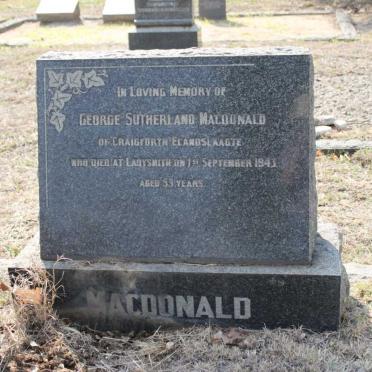 IN LOVING MEMORY OF
GEORGE SUTHERLAND MACDONALD
OF CRAIGFORTH ELANDSLAAGTE
WHO DIED AT LADYSMITH ON 1ST SEPTEMBER 1943
AGED 53 YEARS.
MACDONALD